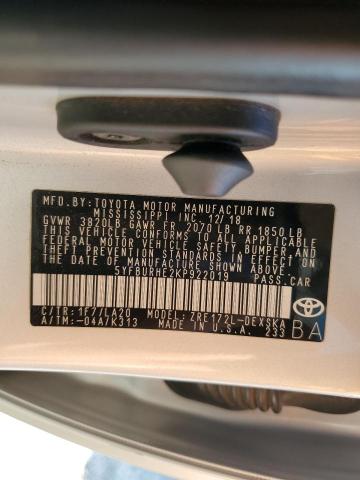 MFD.BY:TOYOTA MOTOR MANUFACTURING
MISSISSIPPI INC. 12/18
GVWR 3820LB GAWR FR 2070 LB RR 1850 LB
THIS VEHICLE CONFORMS TO ALL APPLICABLE
FEDERAL MOTOR VEHICLE SAFETY,BUMPER,AND
THEFT PREVENTION STANDARDS IN EFFECT ON
THE DATE OF MANUFACTURE SHOWN ABOVE.
5YFBURHE2KP922019 PASS.CAR
C/TR:1F7/LA20 MODEL:ZRE172L-DEXSKA
A/TM:-04A/K313 MADE IN U.S.A. 233
BA